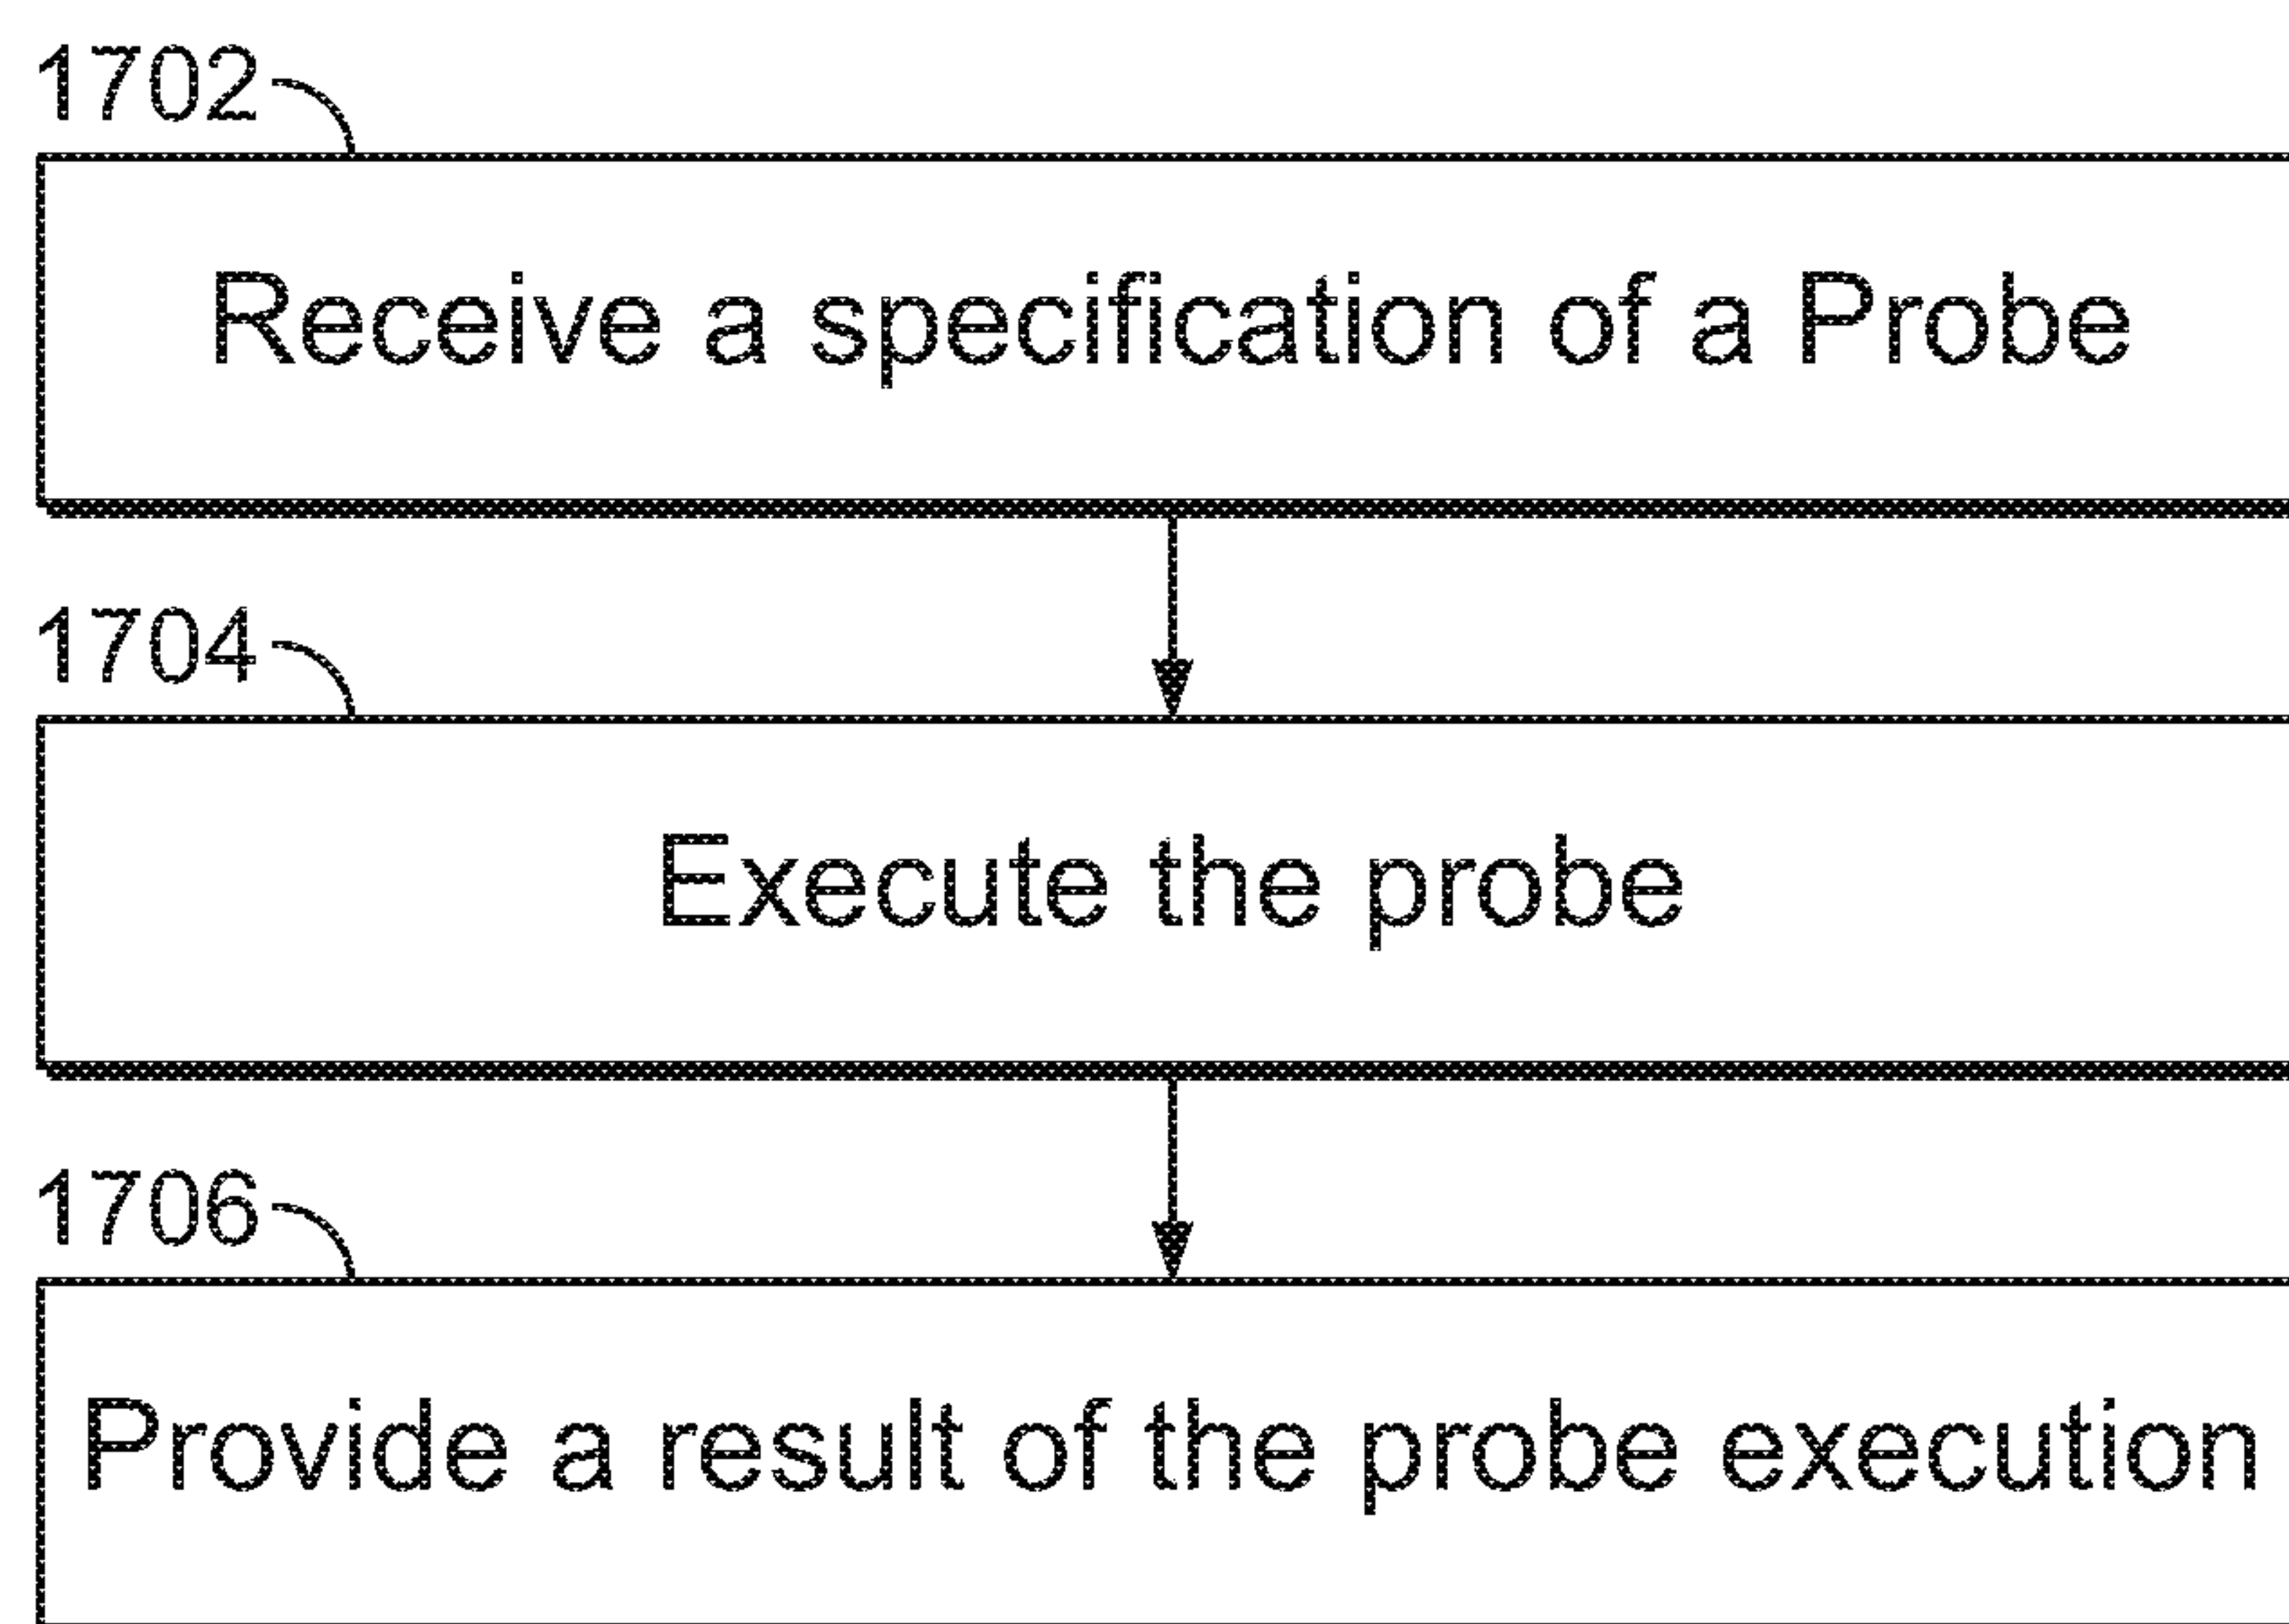 1702
Receive a specification of a Probe
1704
Execute the probe
1706
Provide a result of the probe execution